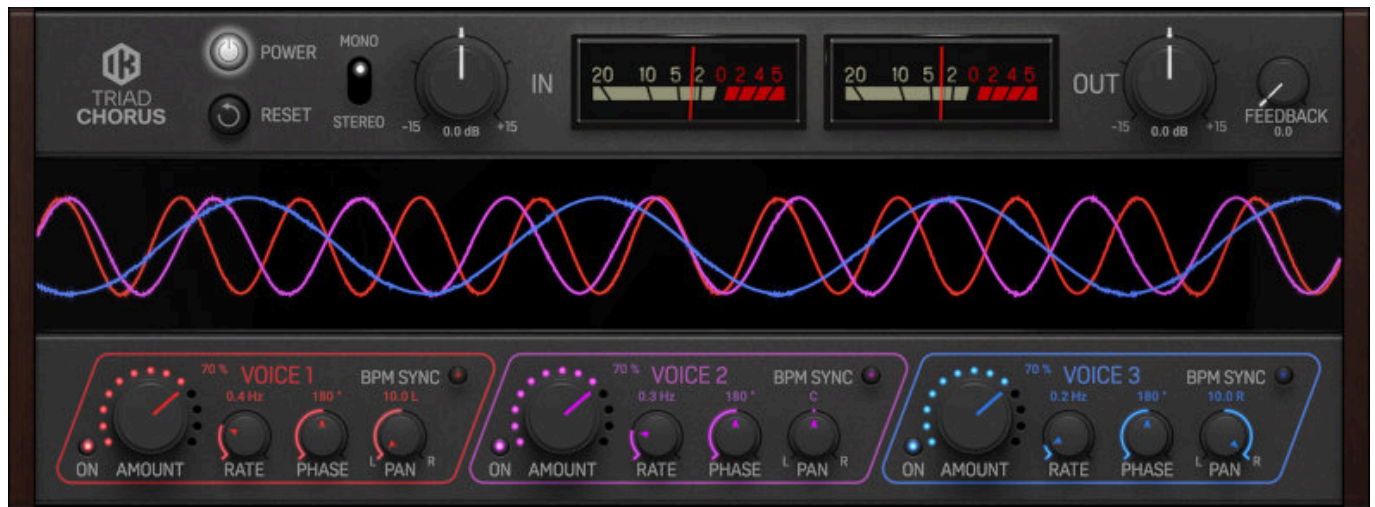 TRIAD
CHORUS
POWER
RESET
MONO
STEREO
-15 0.0 dB +15
IN
20 10 5 2 0 2 4 5
20 10 5 2 0 2 4 5
OUT
-15 0.0 dB +15
FEEDBACK
0.0
70 % VOICE 1 BPM SYNC
0.4 Hz 180 ° 10.0 L
L R
ON AMOUNT RATE PHASE PAN
70 % VOICE 2 BPM SYNC
0.3 Hz 180 ° C
L R
ON AMOUNT RATE PHASE PAN
70 % VOICE 3 BPM SYNC
0.2 Hz 180 ° 10.0 R
L R
ON AMOUNT RATE PHASE PAN